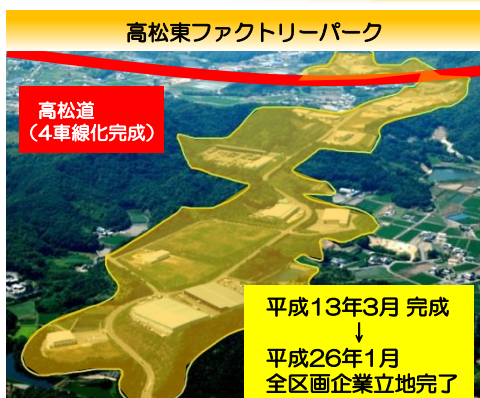 高松東ファクトリーパーク
高松道
（4車線化完成）
平成13年3月 完成
↓
平成26年1月
全区画企業立地完了